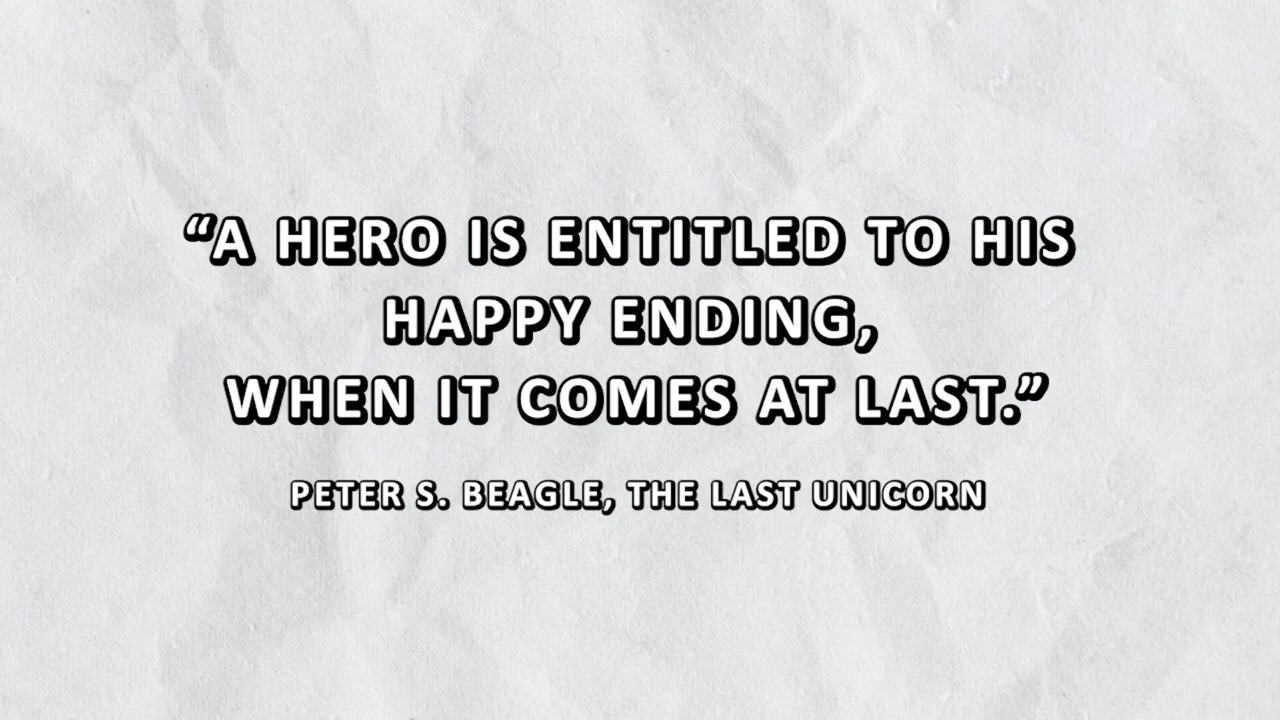 “A HERO IS ENTITLED TO HIS
HAPPY ENDING,
WHEN IT COMES AT LAST.”
PETER S. BEAGLE, THE LAST UNICORN